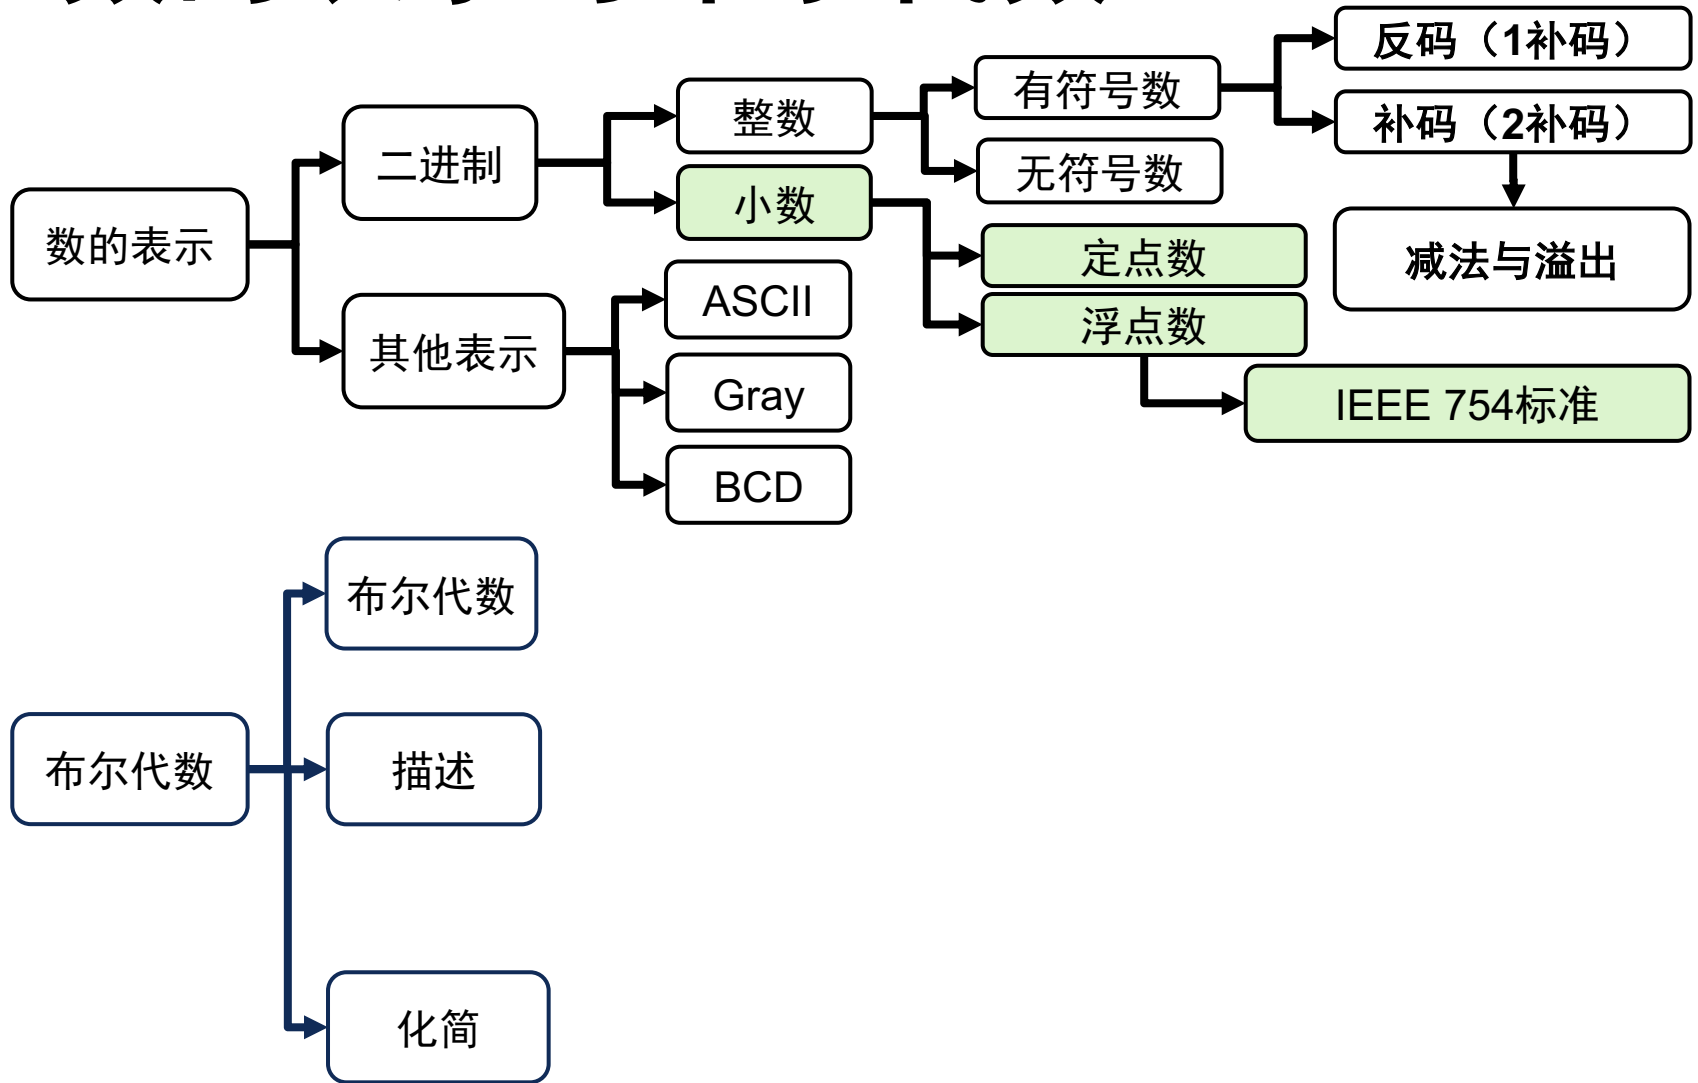 数的表示
二进制
其他表示
整数
小数
ASCII
Gray
BCD
有符号数
无符号数
定点数
浮点数
IEEE 754标准
反码（1补码）
补码（2补码）
减法与溢出
布尔代数
布尔代数
描述
化简